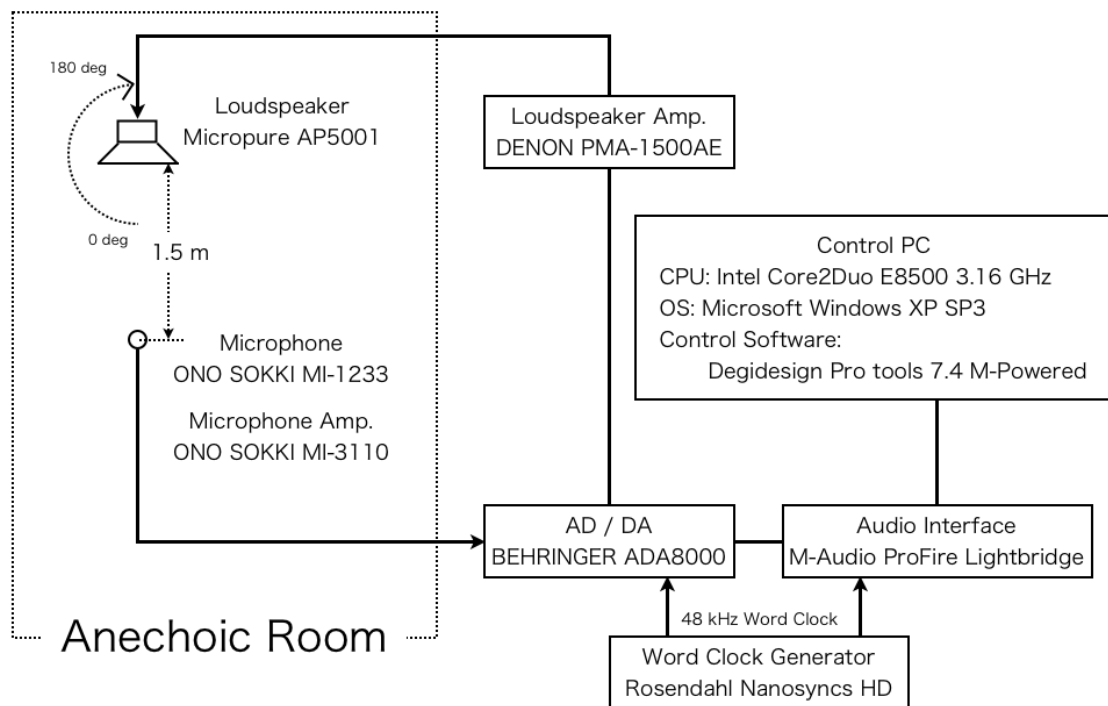 180 deg
Loudspeaker
Micropure AP5001
0 deg
1.5 m
Microphone
ONO SOKKI MI-1233
Microphone Amp.
ONO SOKKI MI-3110
Anechoic Room
Loudspeaker Amp.
DENON PMA-1500AE
Control PC
CPU: Intel Core2Duo E8500 3.16 GHz
OS: Microsoft Windows XP SP3
Control Software:
Degidesign Pro tools 7.4 M-Powered
AD / DA
BEHRINGER ADA8000
Audio Interface
M-Audio ProFire Lightbridge
48 kHz Word Clock
Word Clock Generator
Rosendahl Nanosyncs HD